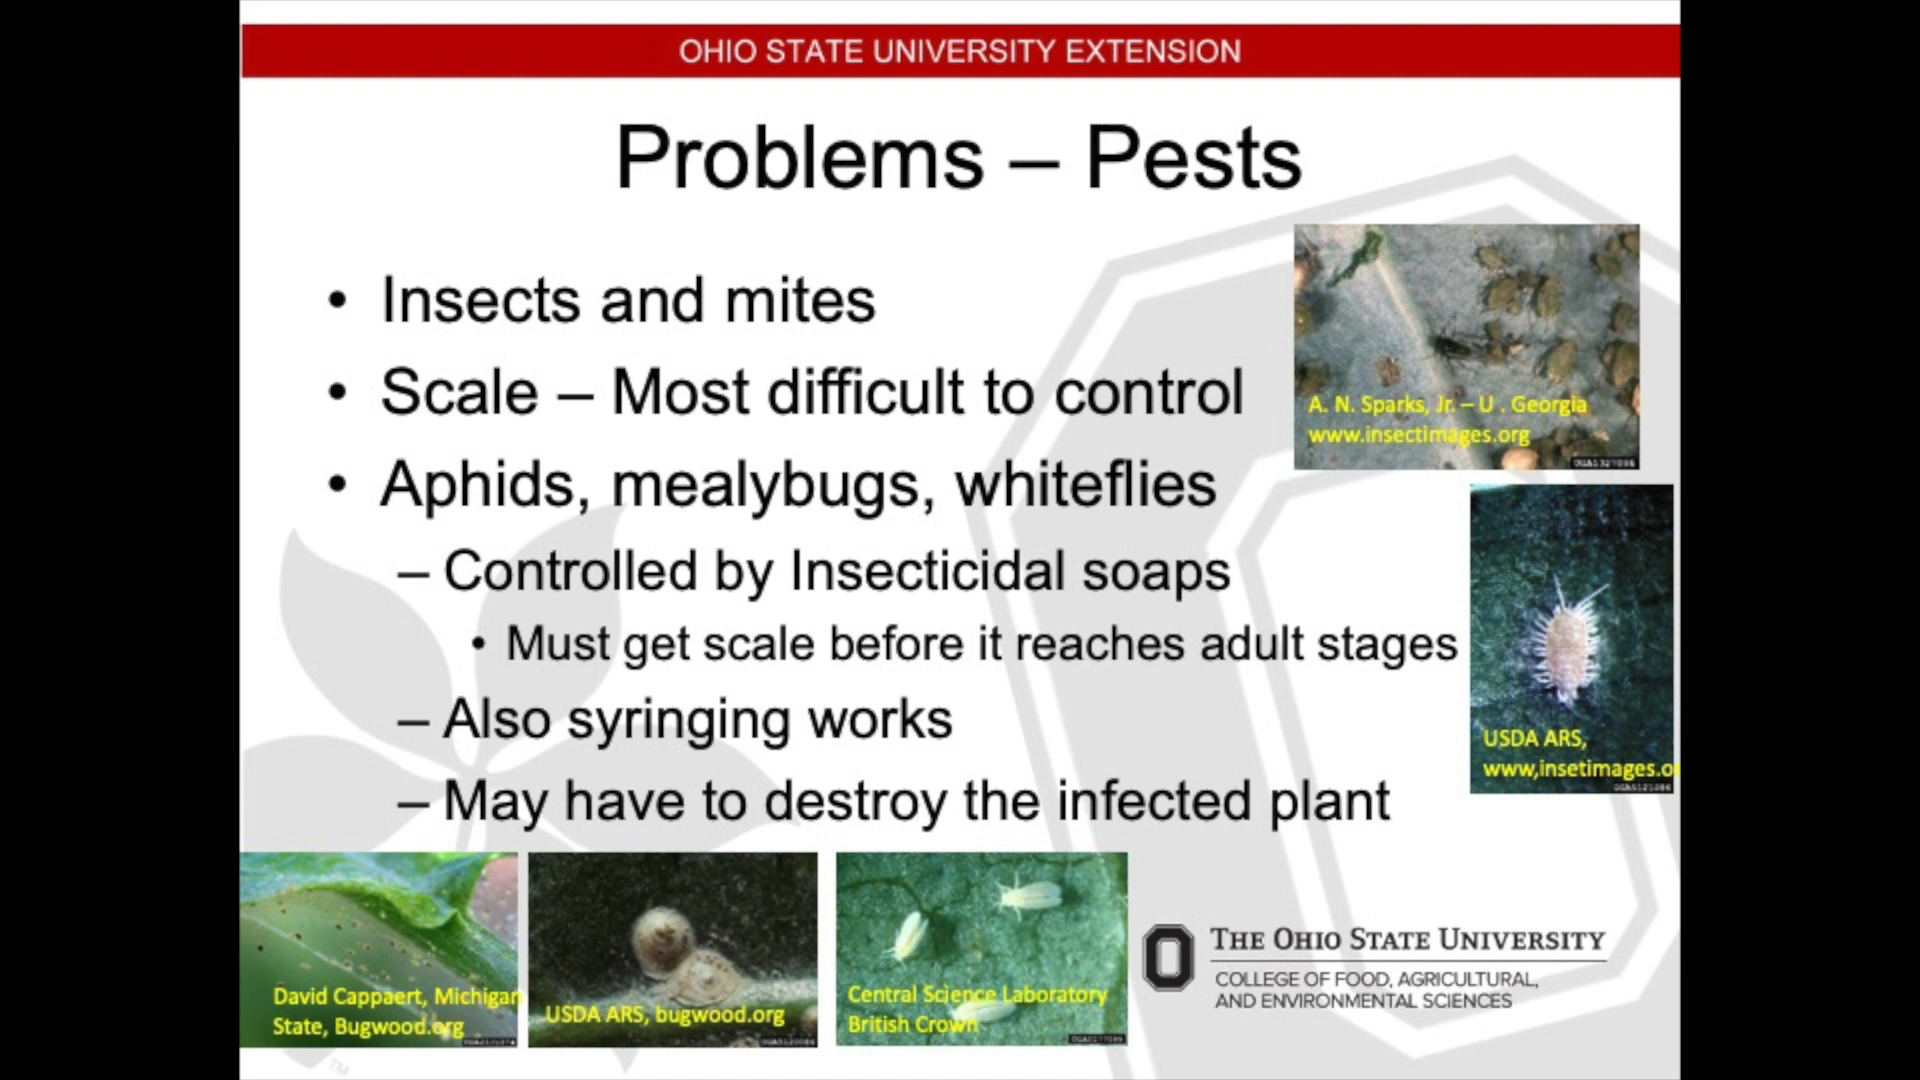 OHIO STATE UNIVERSITY EXTENSION
Problems – Pests
• Insects and mites
• Scale – Most difficult to control
• Aphids, mealybugs, whiteflies
– Controlled by Insecticidal soaps
• Must get scale before it reaches adult stages
– Also syringing works
– May have to destroy the infected plant
A. N. Sparks, Jr. – U . Georgia
www.insectimages.org
USDA ARS,
www,insetimages.o
David Cappaert, Michigan
State, Bugwood.org
USDA ARS, bugwood.org
Central Science Laboratory
British Crown
THE OHIO STATE UNIVERSITY
COLLEGE OF FOOD, AGRICULTURAL,
AND ENVIRONMENTAL SCIENCES
TM